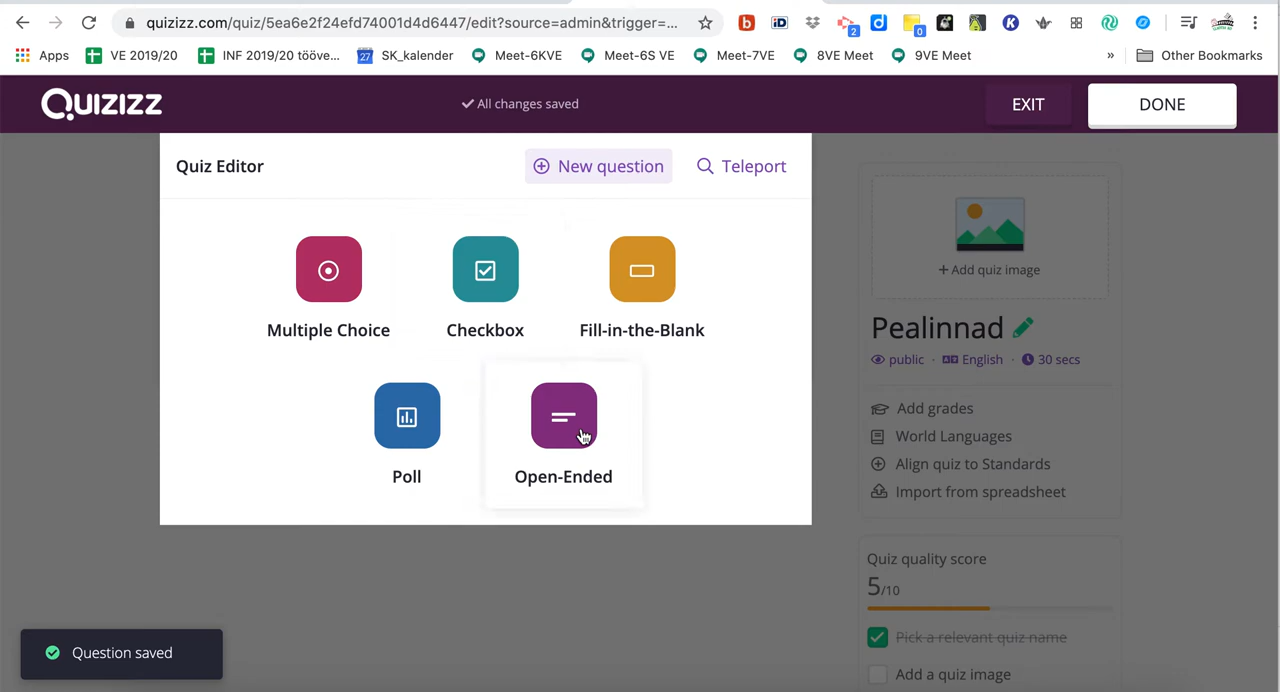 quizizz.com/quiz/5ea6e2f24efd74001d4d6447/edit?source=admin&trigger=...
Apps VE 2019/20 INF 2019/20 tööve... SK_kalender Meet-6KVE Meet-6S VE Meet-7VE 8VE Meet 9VE Meet » Other Bookmarks
Quizizz All changes saved EXIT DONE
Quiz Editor New question Teleport
Multiple Choice Checkbox Fill-in-the-Blank
Poll Open-Ended
+ Add quiz image
Pealinnad
public · English · 30 secs
Add grades
World Languages
Align quiz to Standards
Import from spreadsheet
Quiz quality score
5/10
Pick a relevant quiz name
Add a quiz image
Question saved